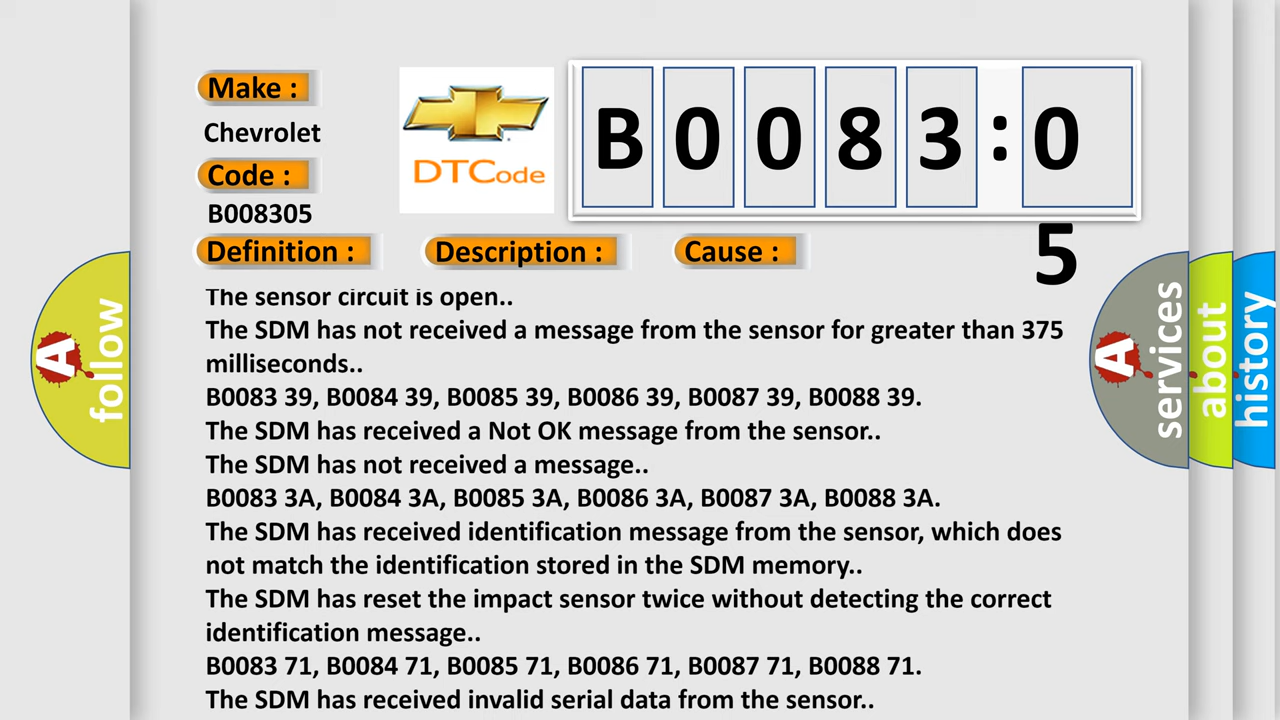 Make :
Chevrolet
Code :
B008305
DTCode
B0083:0
5
Definition :
Description :
Cause :
The sensor circuit is open..
The SDM has not received a message from the sensor for greater than 375
milliseconds..
B0083 39, B0084 39, B0085 39, B0086 39, B0087 39, B0088 39.
The SDM has received a Not OK message from the sensor..
The SDM has not received a message..
B0083 3A, B0084 3A, B0085 3A, B0086 3A, B0087 3A, B0088 3A.
The SDM has received identification message from the sensor, which does
not match the identification stored in the SDM memory..
The SDM has reset the impact sensor twice without detecting the correct
identification message..
B0083 71, B0084 71, B0085 71, B0086 71, B0087 71, B0088 71.
The SDM has received invalid serial data from the sensor..
A
follow
A
services
about
history